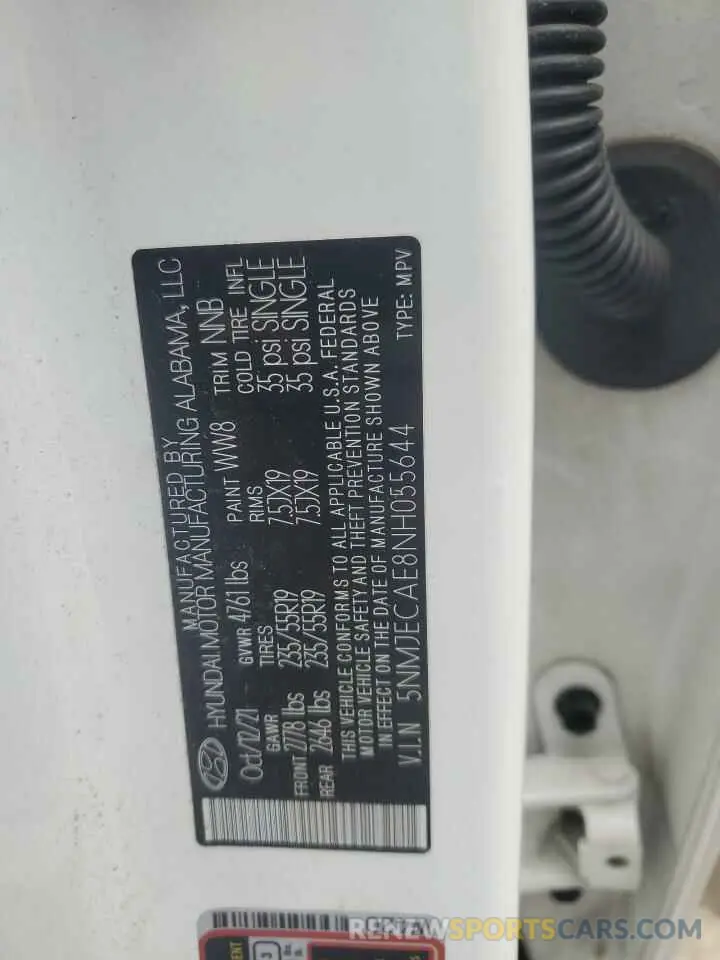 MANUFACTURED BY
HYUNDAI MOTOR MANUFACTURING ALABAMA, LLC
Oct/12/21 GVWR 4761 lbs PAINT WW8 TRIM NNB
GAWR TIRES RIMS COLD TIRE INFL
FRONT 2778 lbs 235/55R19 7.5JX19 35 psi SINGLE
REAR 2646 lbs 235/55R19 7.5JX19 35 psi SINGLE
THIS VEHICLE CONFORMS TO ALL APPLICABLE U.S.A. FEDERAL
MOTOR VEHICLE SAFETY AND THEFT PREVENTION STANDARDS
IN EFFECT ON THE DATE OF MANUFACTURE SHOWN ABOVE
V.I.N 5NMJECAE8NH055644 TYPE: MPV
RENEWSPORTSCARS.COM